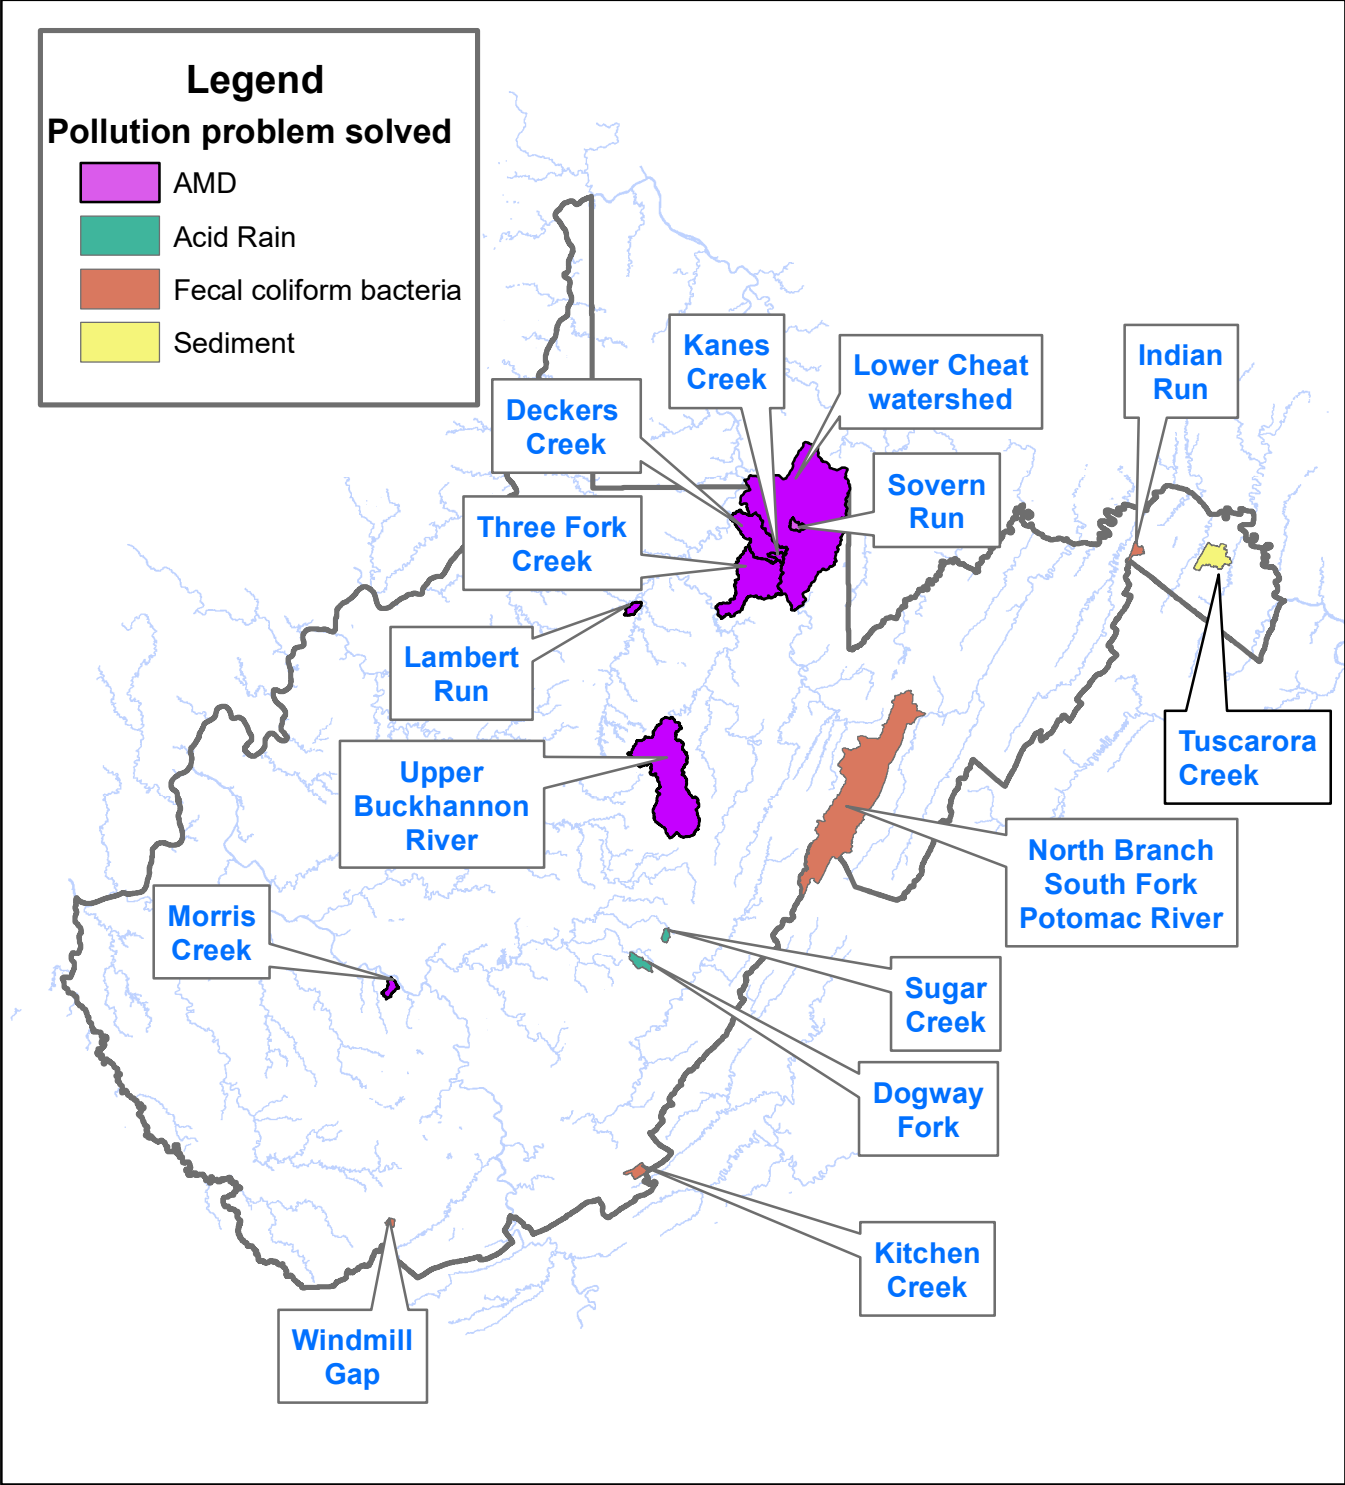 Legend
Pollution problem solved
AMD
Acid Rain
Fecal coliform bacteria
Sediment
Kanes
Creek
Lower Cheat
watershed
Indian
Run
Deckers
Creek
Sovern
Run
Three Fork
Creek
Lambert
Run
Tuscarora
Creek
Upper
Buckhannon
River
North Branch
South Fork
Potomac River
Morris
Creek
Sugar
Creek
Dogway
Fork
Kitchen
Creek
Windmill
Gap